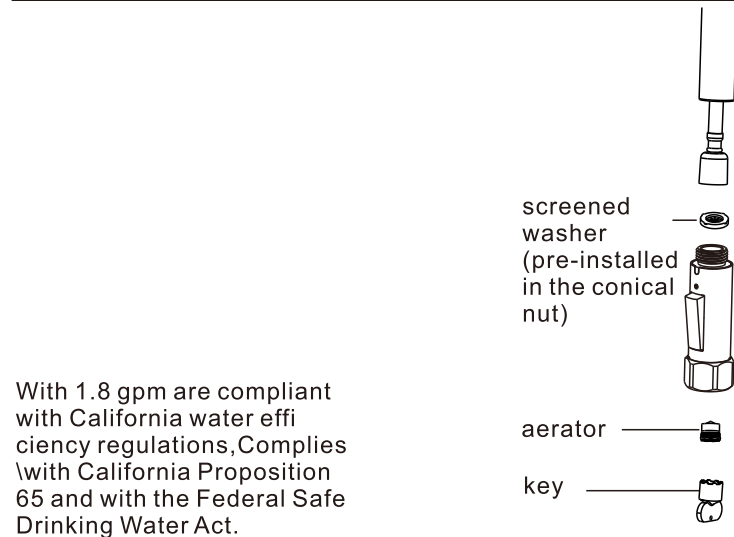 screened
washer
(pre-installed
in the conical
nut)
With 1.8 gpm are compliant
with California water effi
ciency regulations,Complies
\with California Proposition
65 and with the Federal Safe
Drinking Water Act.
aerator
key